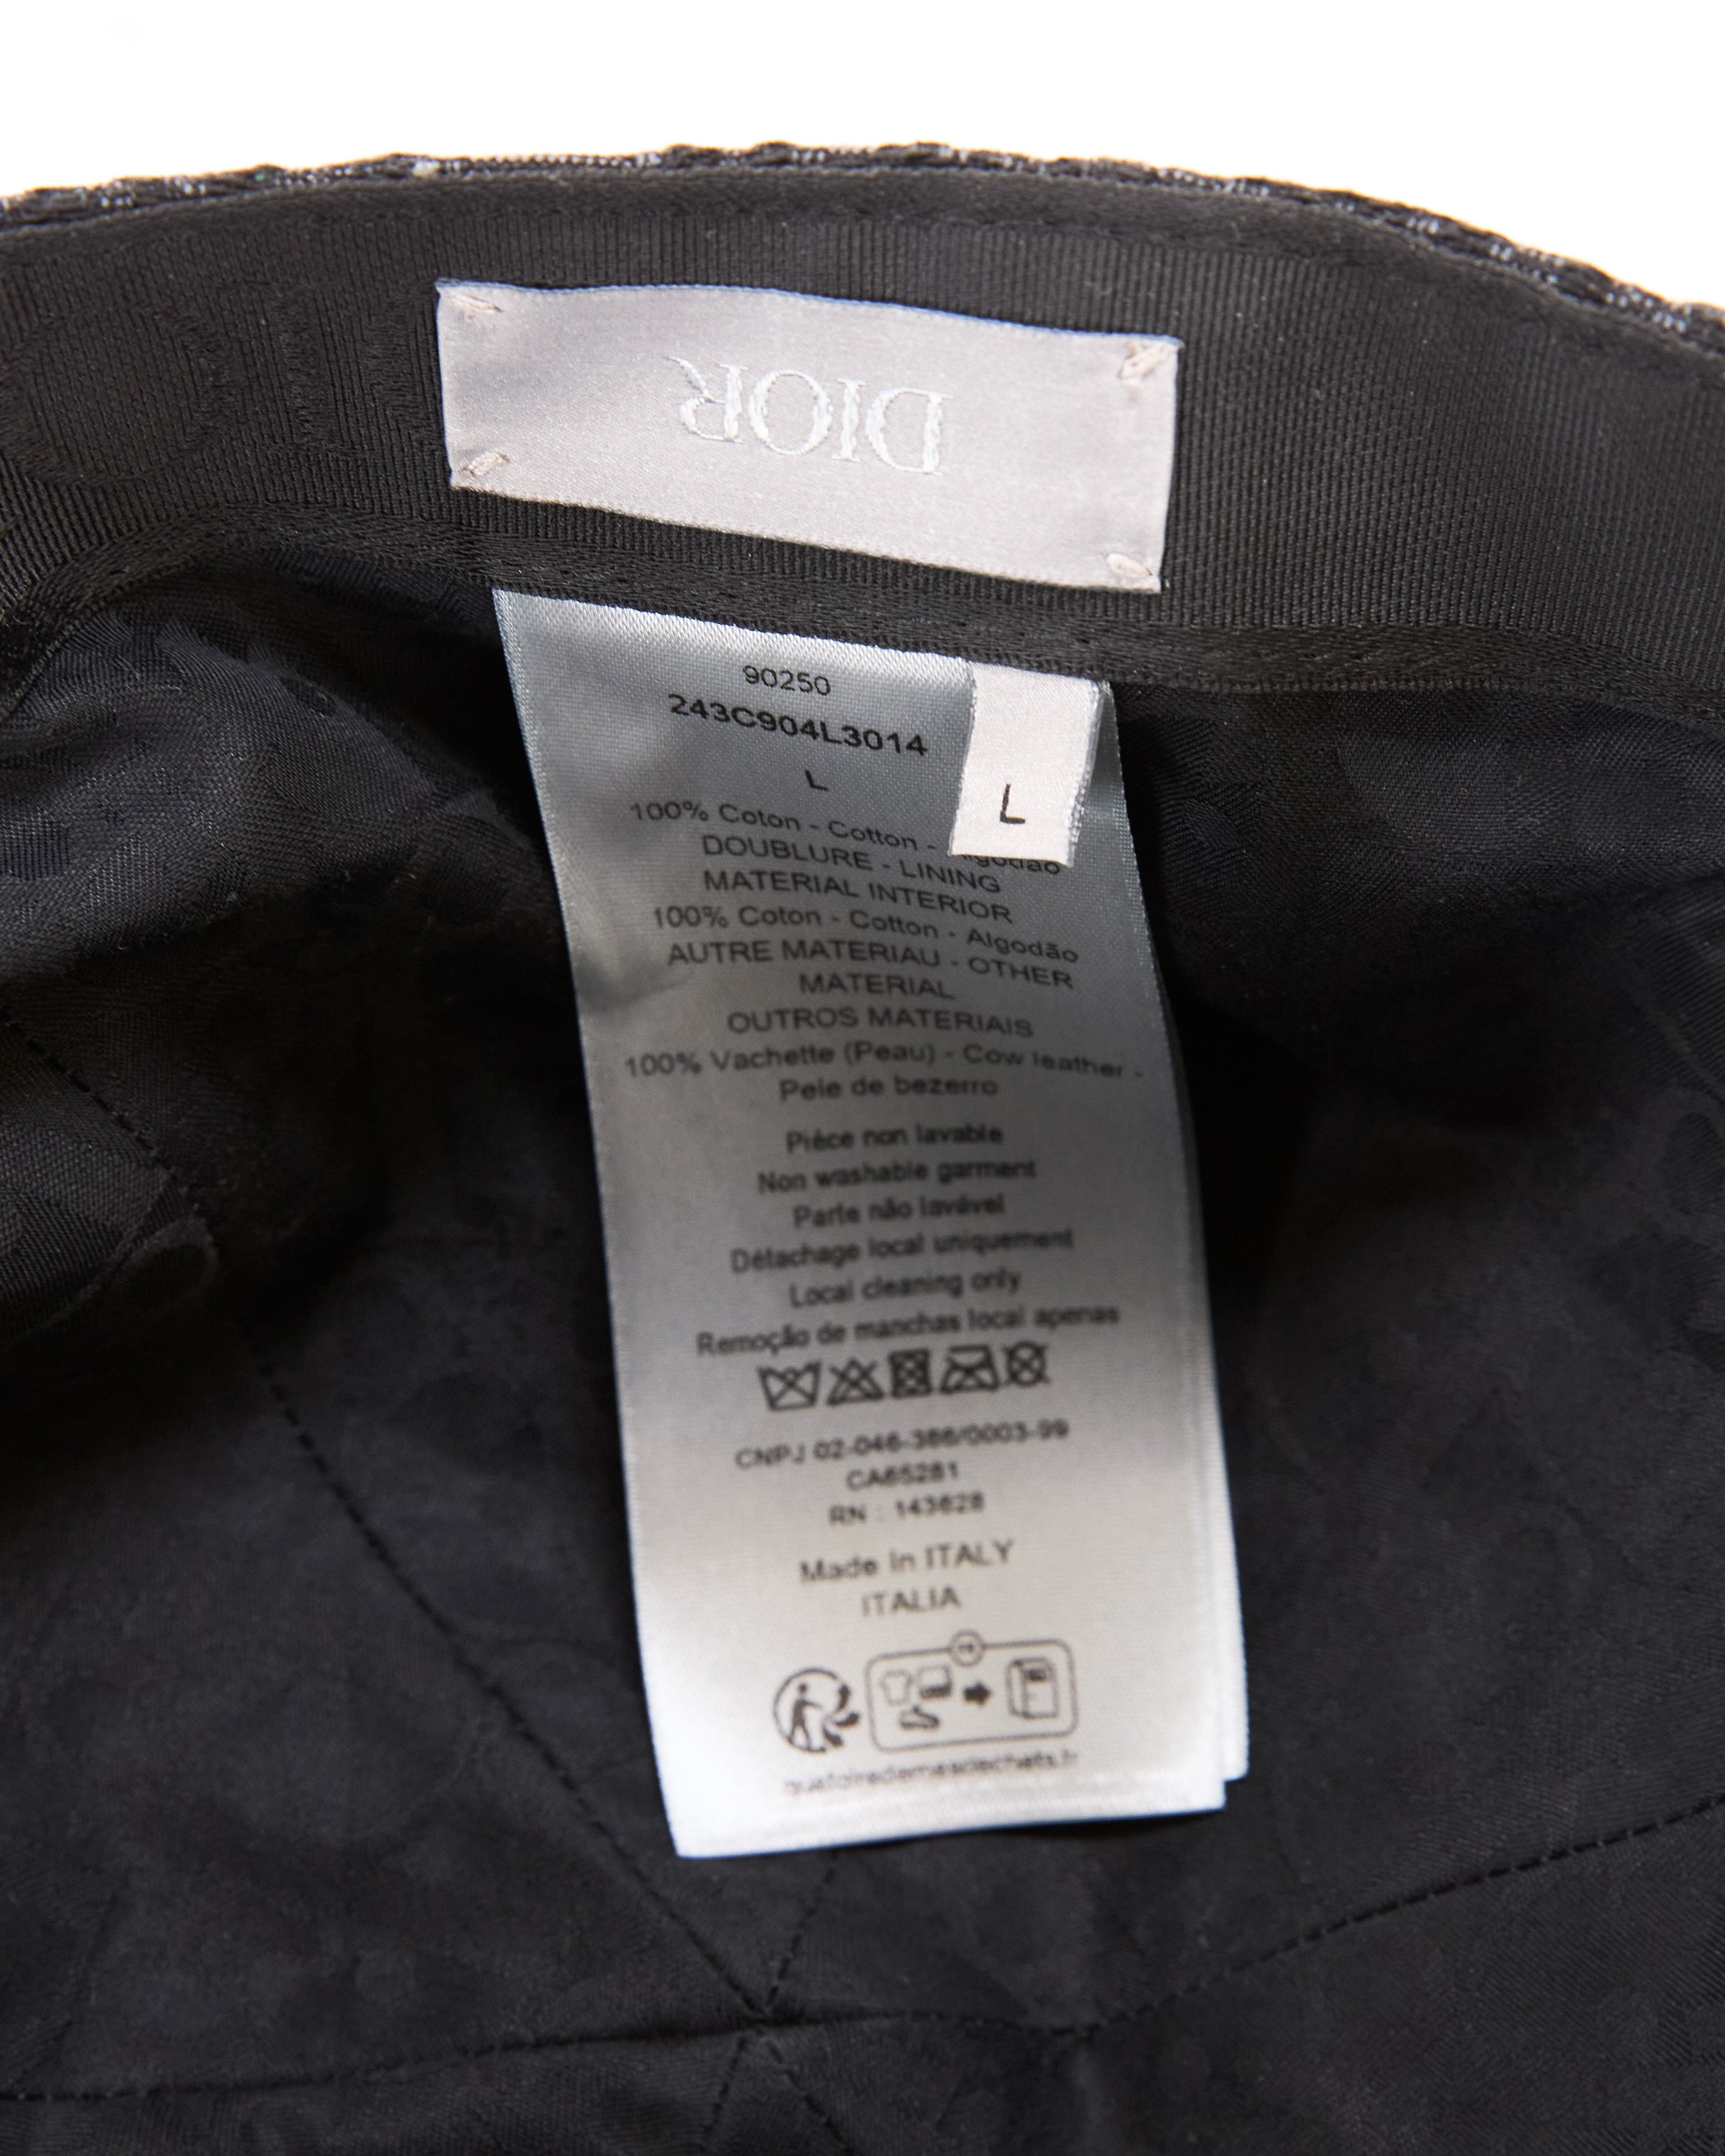 DIOR
90250
243C904L3014
L
L
100% Coton - Cotton - Algodão
DOUBLURE - LINING
MATERIAL INTERIOR
100% Coton - Cotton - Algodão
AUTRE MATERIAU - OTHER
MATERIAL
OUTROS MATERIAIS
100% Vachette (Peau) - Cow leather -
Pele de bezerro
Pièce non lavable
Non washable garment
Parte não lavável
Détachage local uniquement
Local cleaning only
Remoção de manchas local apenas
CNPJ 02-046-386/0003-99
CA65281
RN : 143628
Made in ITALY
ITALIA